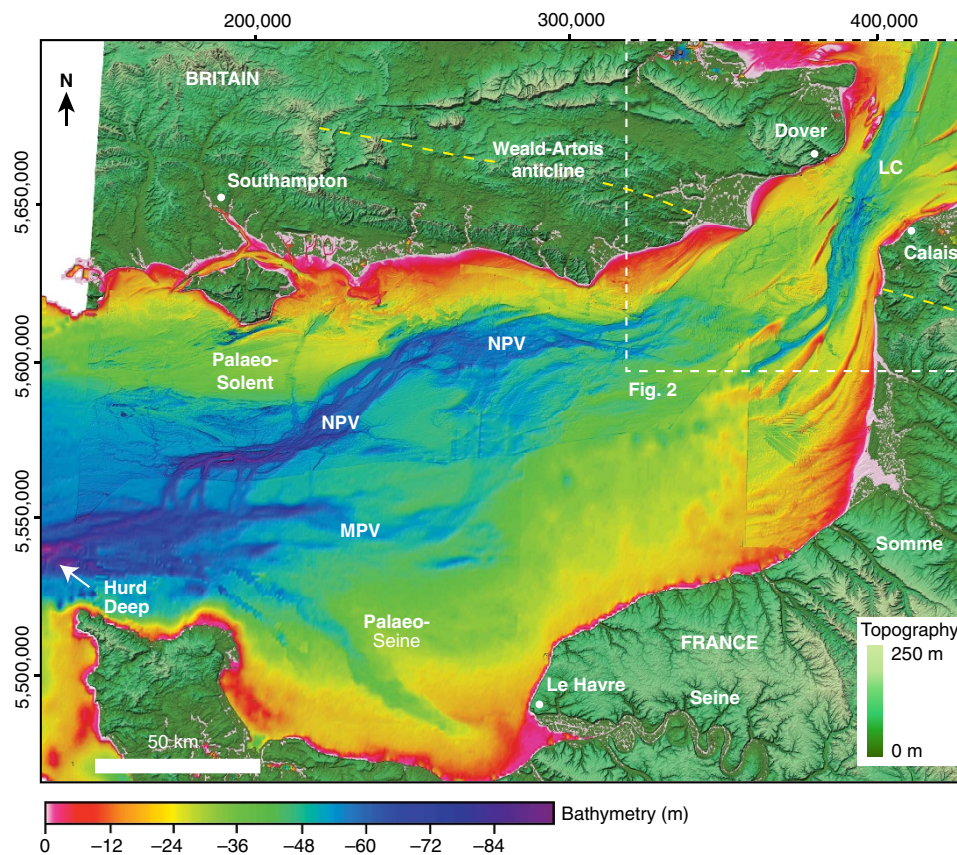 200,000
300,000
400,000
N
BRITAIN
Dover
Weald-Artois
anticline
LC
Southampton
5,650,000
Calais
Palaeo-
Solent
NPV
5,600,000
Fig. 2
NPV
5,550,000
MPV
Somme
Hurd
Deep
Palaeo-
Seine
FRANCE
Topography
250 m
0 m
5,500,000
Le Havre
Seine
50 km
Bathymetry (m)
0
–12
–24
–36
–48
–60
–72
–84